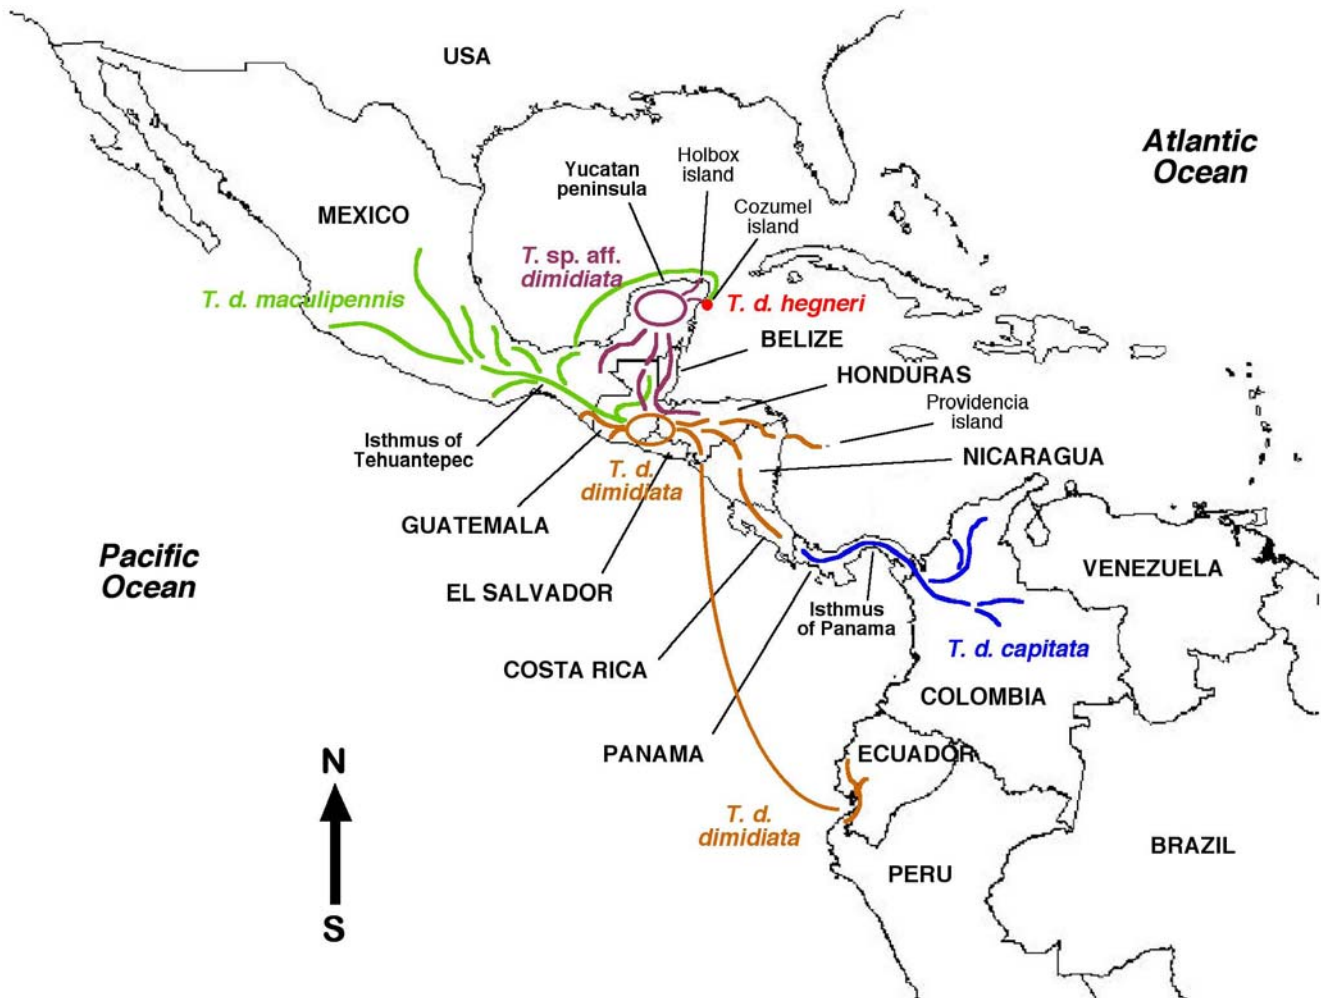 USA
Atlantic
Ocean
Holbox
island
Yucatan
peninsula
Cozumel
island
MEXICO
T. sp. aff.
dimidiata
T. d. maculipennis
T. d. hegneri
BELIZE
HONDURAS
Providencia
island
Isthmus of
Tehuantepec
NICARAGUA
T. d.
dimidiata
GUATEMALA
Pacific
Ocean
VENEZUELA
EL SALVADOR
Isthmus
of Panama
T. d. capitata
COSTA RICA
COLOMBIA
PANAMA
ECUADOR
N
T. d.
dimidiata
BRAZIL
PERU
S